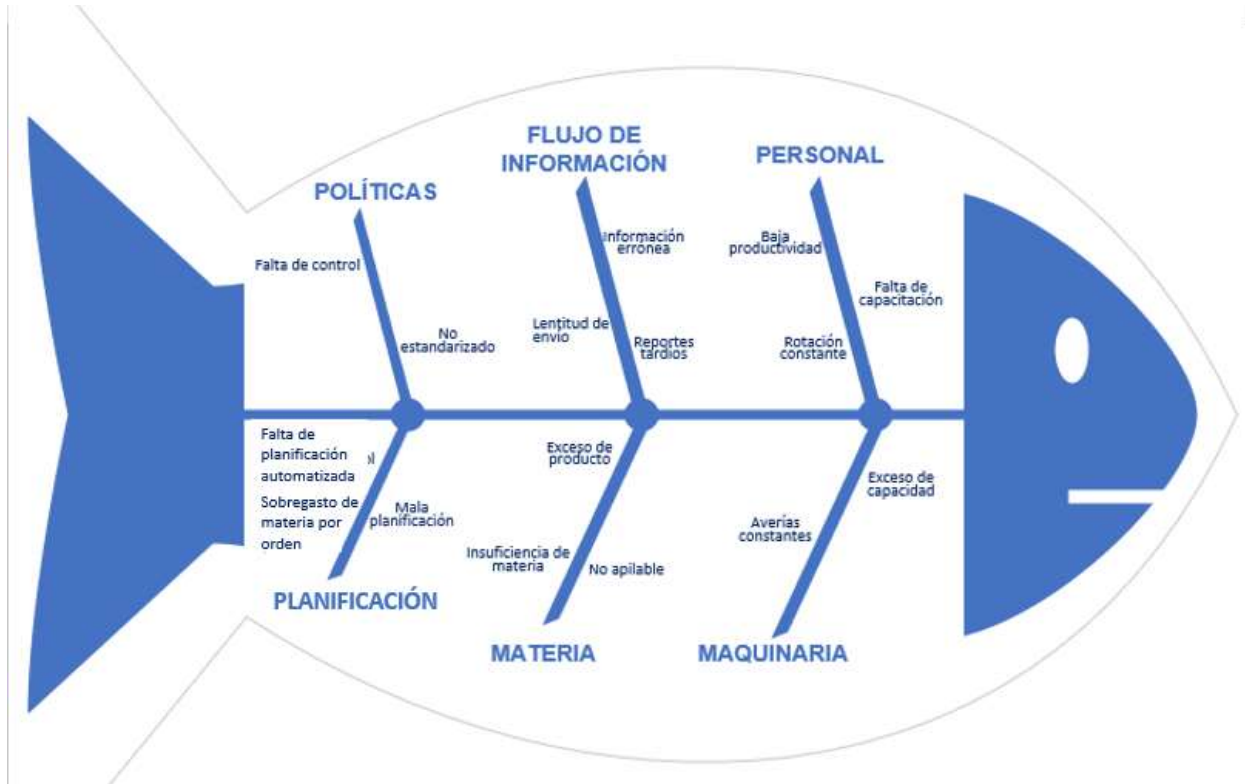 FLUJO DE
INFORMACIÓN
PERSONAL
POLÍTICAS
Falta de control
No
estandarizado
Información
errónea
Lentitud de
envio
Reportes
tardíos
Baja
productividad
Falta de
capacitación
Rotación
constante
Falta de
planificación
automatizada
Sobregasto de
materia por
orden
Mala
planificación
PLANIFICACIÓN
Exceso de
producto
Insuficiencia de
materia
No apilable
MATERIA
Exceso de
capacidad
Averías
constantes
MAQUINARIA